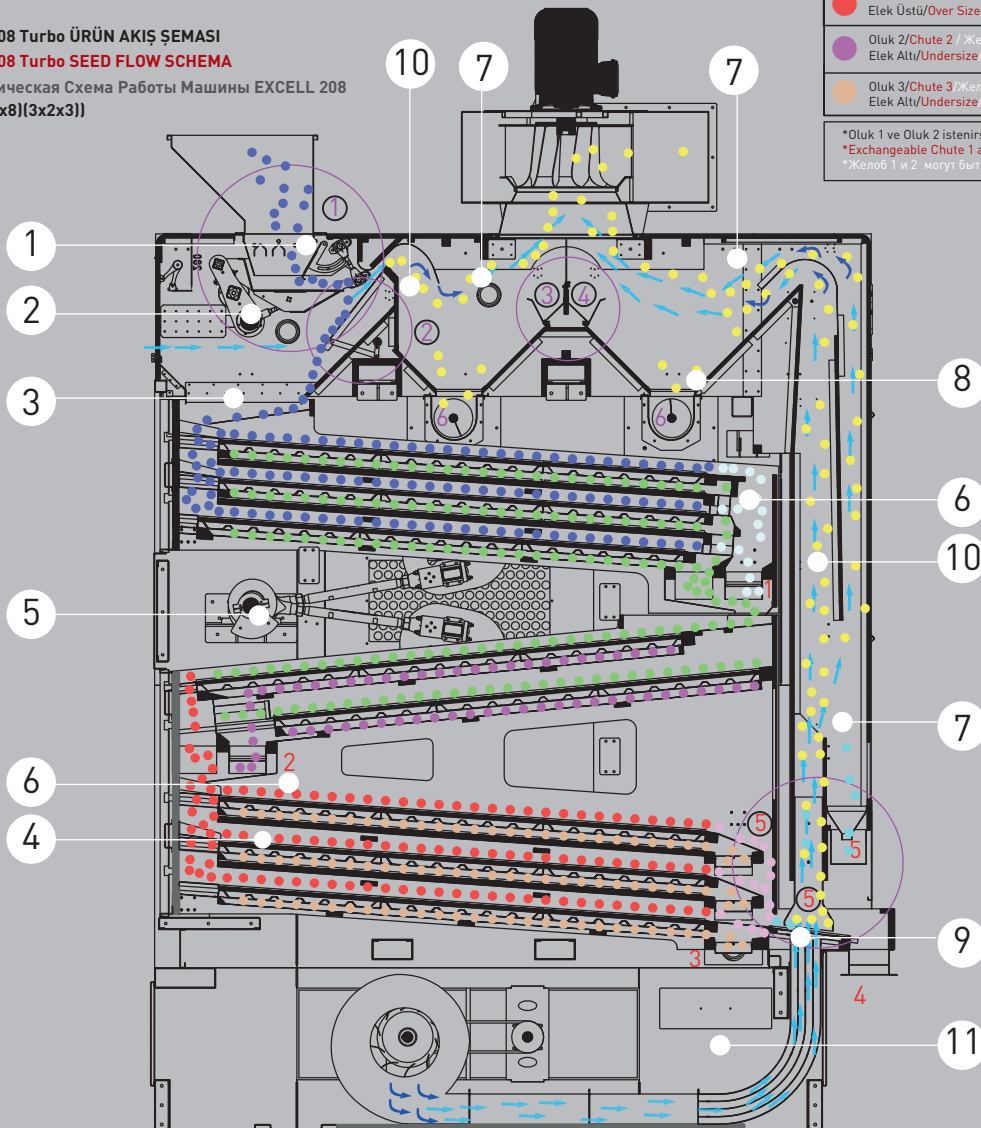 08 Turbo ÜRÜN AKIŞ ŞEMASI
08 Turbo SEED FLOW SCHEMA
ическая Схема Работы Машины EXCELL 208
x8)(3x2x3))
Elek Üstü/Over Size
Oluk 2/Chute 2 / Же
Elek Altı/Undersize/
Oluk 3/Chute 3/Жел
Elek Altı/Undersize/
*Oluk 1 ve Oluk 2 istenirs
*Exchangeable Chute 1 a
*Желоб 1 и 2 могут быт
10
7
7
1
1
2
3
4
2
3
6
6
8
6
10
1
5
7
2
6
4
5
5
5
9
3
4
11